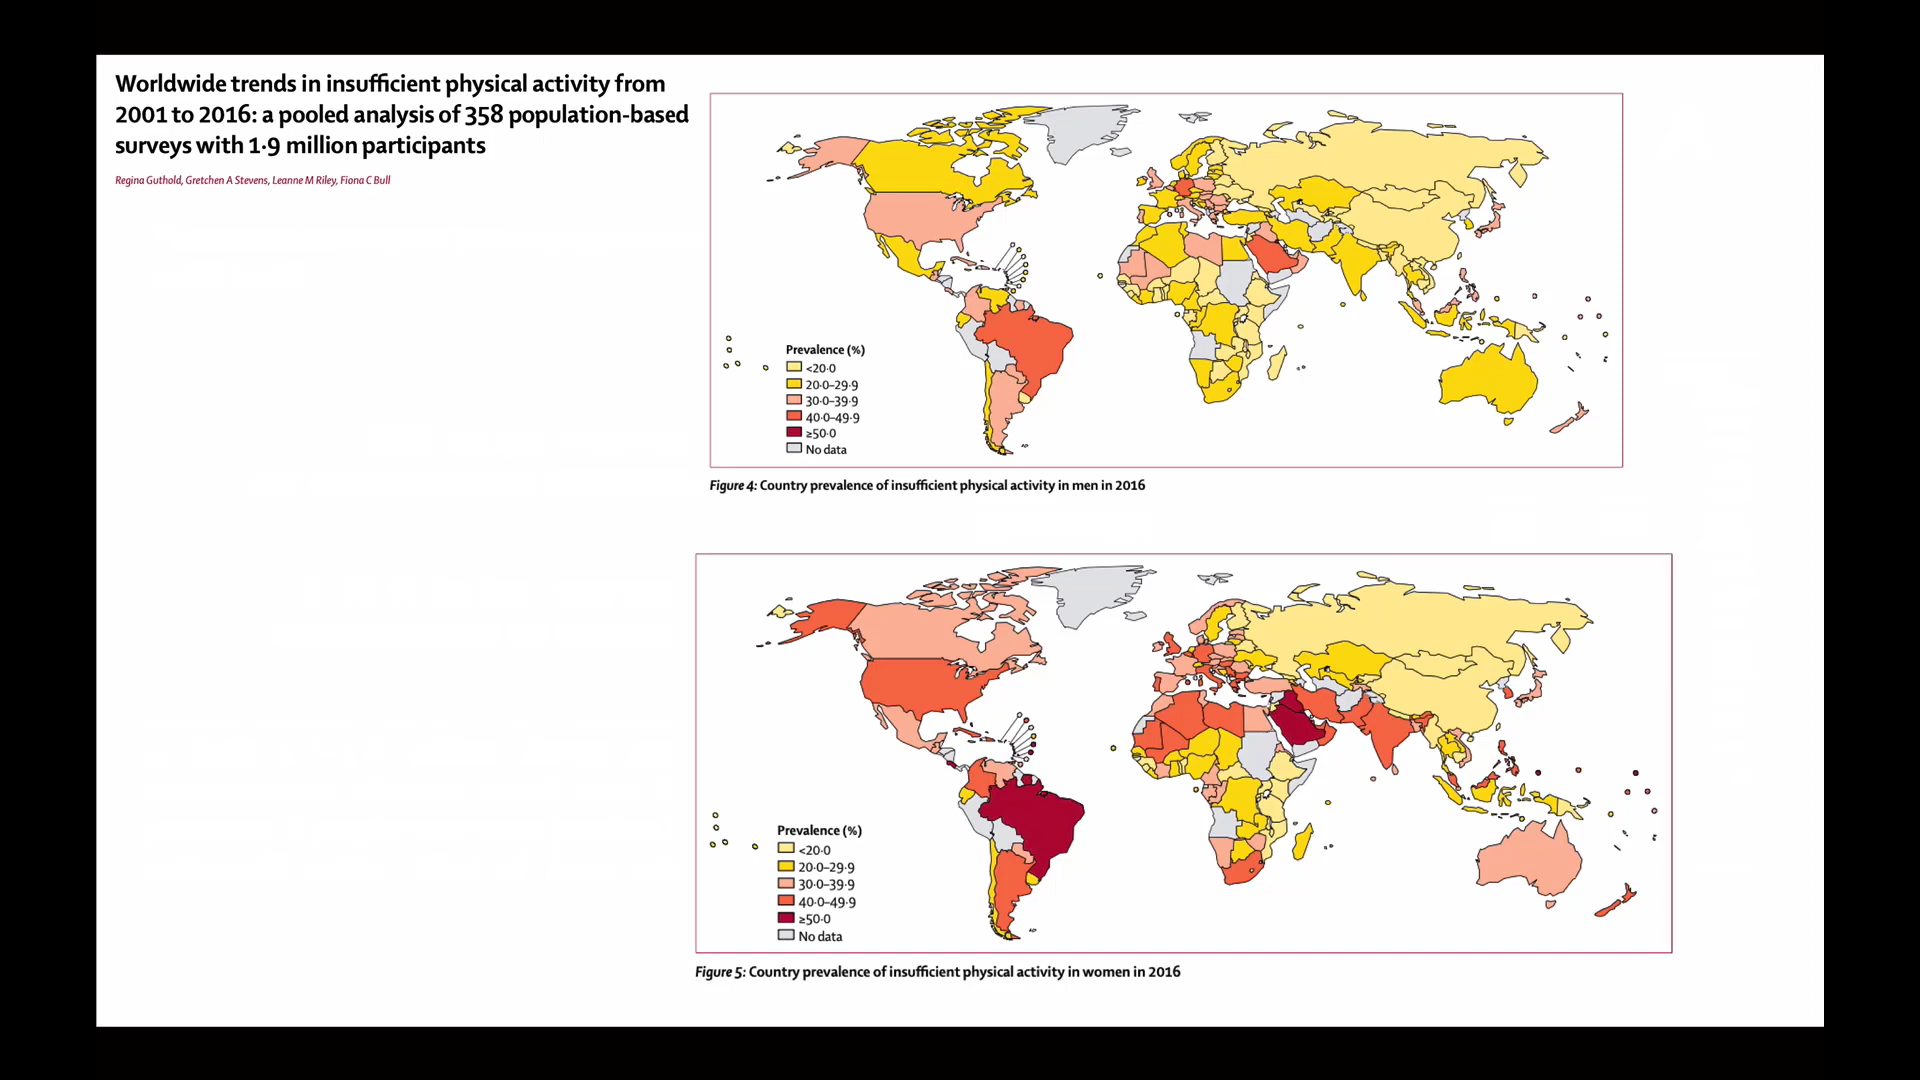 Worldwide trends in insufficient physical activity from
2001 to 2016: a pooled analysis of 358 population-based
surveys with 1·9 million participants
Regina Guthold, Gretchen A Stevens, Leanne M Riley, Fiona C Bull
Prevalence (%)
<20·0
20·0–29·9
30·0–39·9
40·0–49·9
≥50·0
No data
Figure 4: Country prevalence of insufficient physical activity in men in 2016
Prevalence (%)
<20·0
20·0–29·9
30·0–39·9
40·0–49·9
≥50·0
No data
Figure 5: Country prevalence of insufficient physical activity in women in 2016